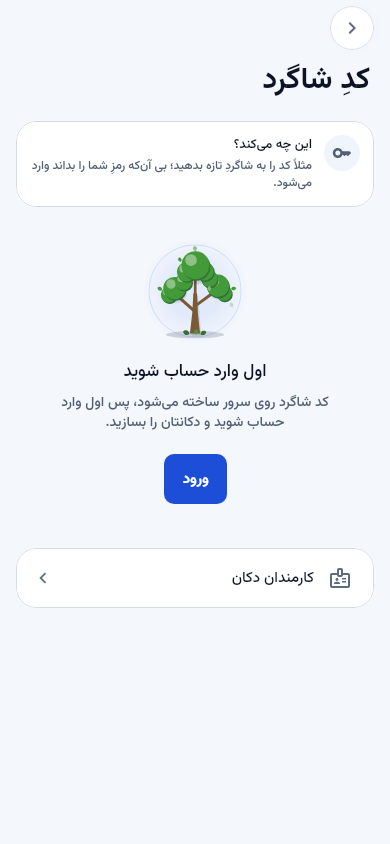 کدِ شاگرد
این چه می‌کند؟
مثلاً کد را به شاگردِ تازه بدهید؛ بی آن‌که رمزِ شما را بداند وارد
می‌شود.
اول وارد حساب شوید
کد شاگرد روی سرور ساخته می‌شود، پس اول وارد
حساب شوید و دکانتان را بسازید.
ورود
کارمندان دکان